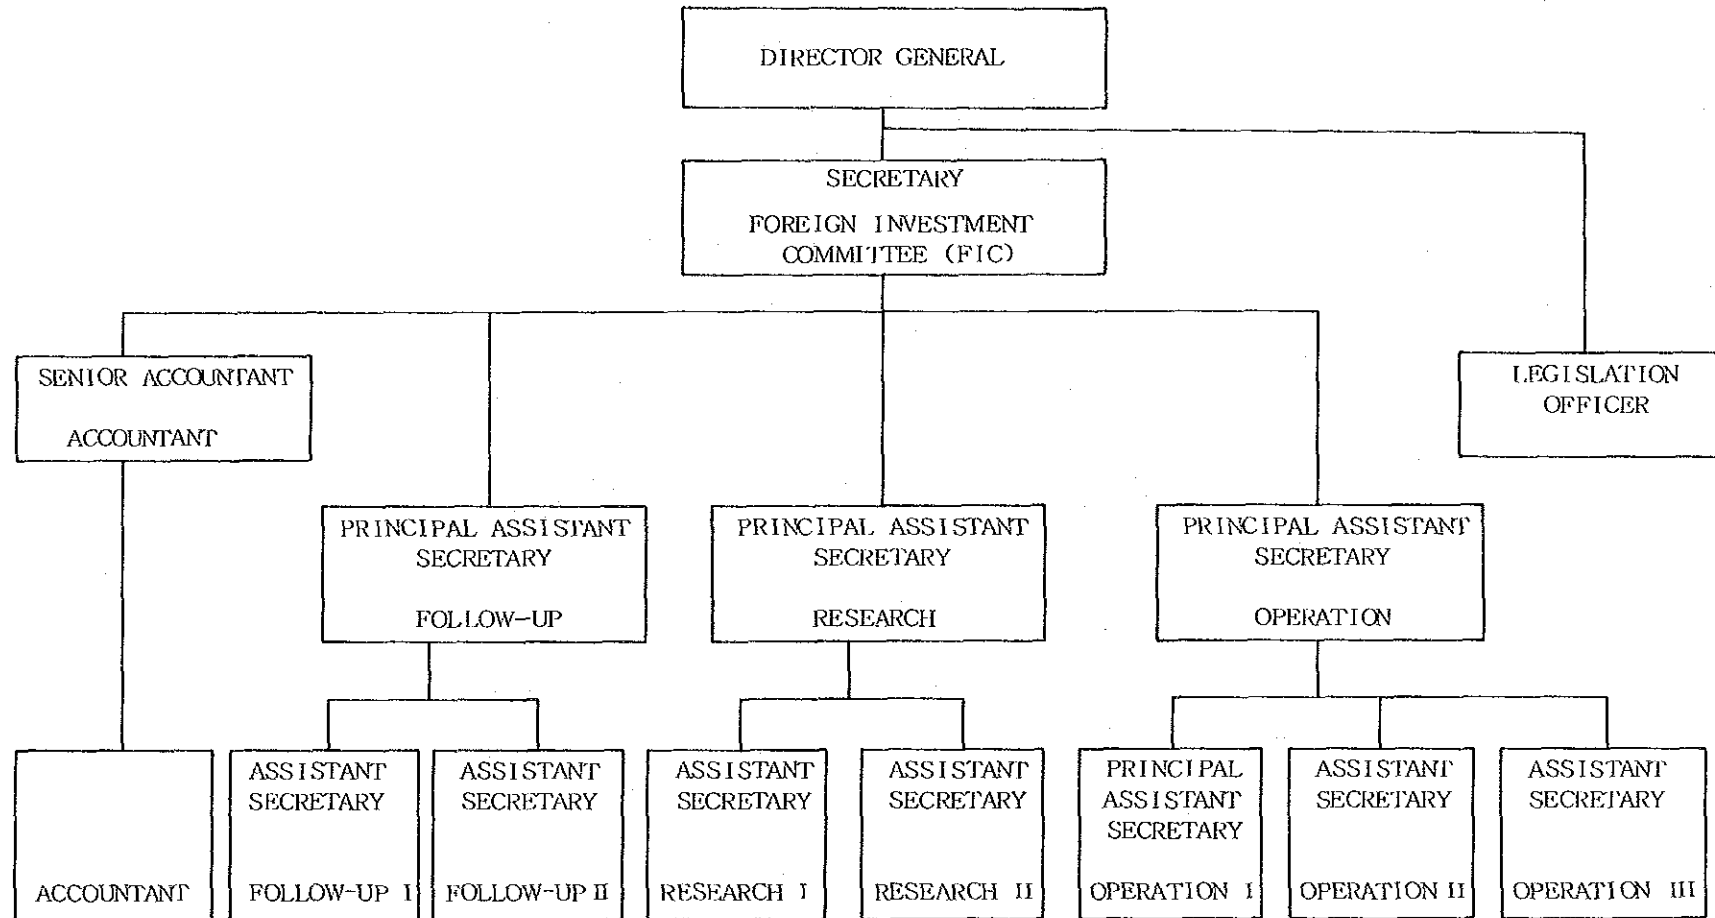 DIRECTOR GENERAL
SECRETARY
FOREIGN INVESTMENT
COMMITTEE (FIC)
SENIOR ACCOUNTANT
ACCOUNTANT
LEGISLATION
OFFICER
PRINCIPAL ASSISTANT
SECRETARY
FOLLOW-UP
PRINCIPAL ASSISTANT
SECRETARY
RESEARCH
PRINCIPAL ASSISTANT
SECRETARY
OPERATION
ACCOUNTANT
ASSISTANT
SECRETARY
FOLLOW-UP I
ASSISTANT
SECRETARY
FOLLOW-UP II
ASSISTANT
SECRETARY
RESEARCH I
ASSISTANT
SECRETARY
RESEARCH II
PRINCIPAL
ASSISTANT
SECRETARY
OPERATION I
ASSISTANT
SECRETARY
OPERATION II
ASSISTANT
SECRETARY
OPERATION III